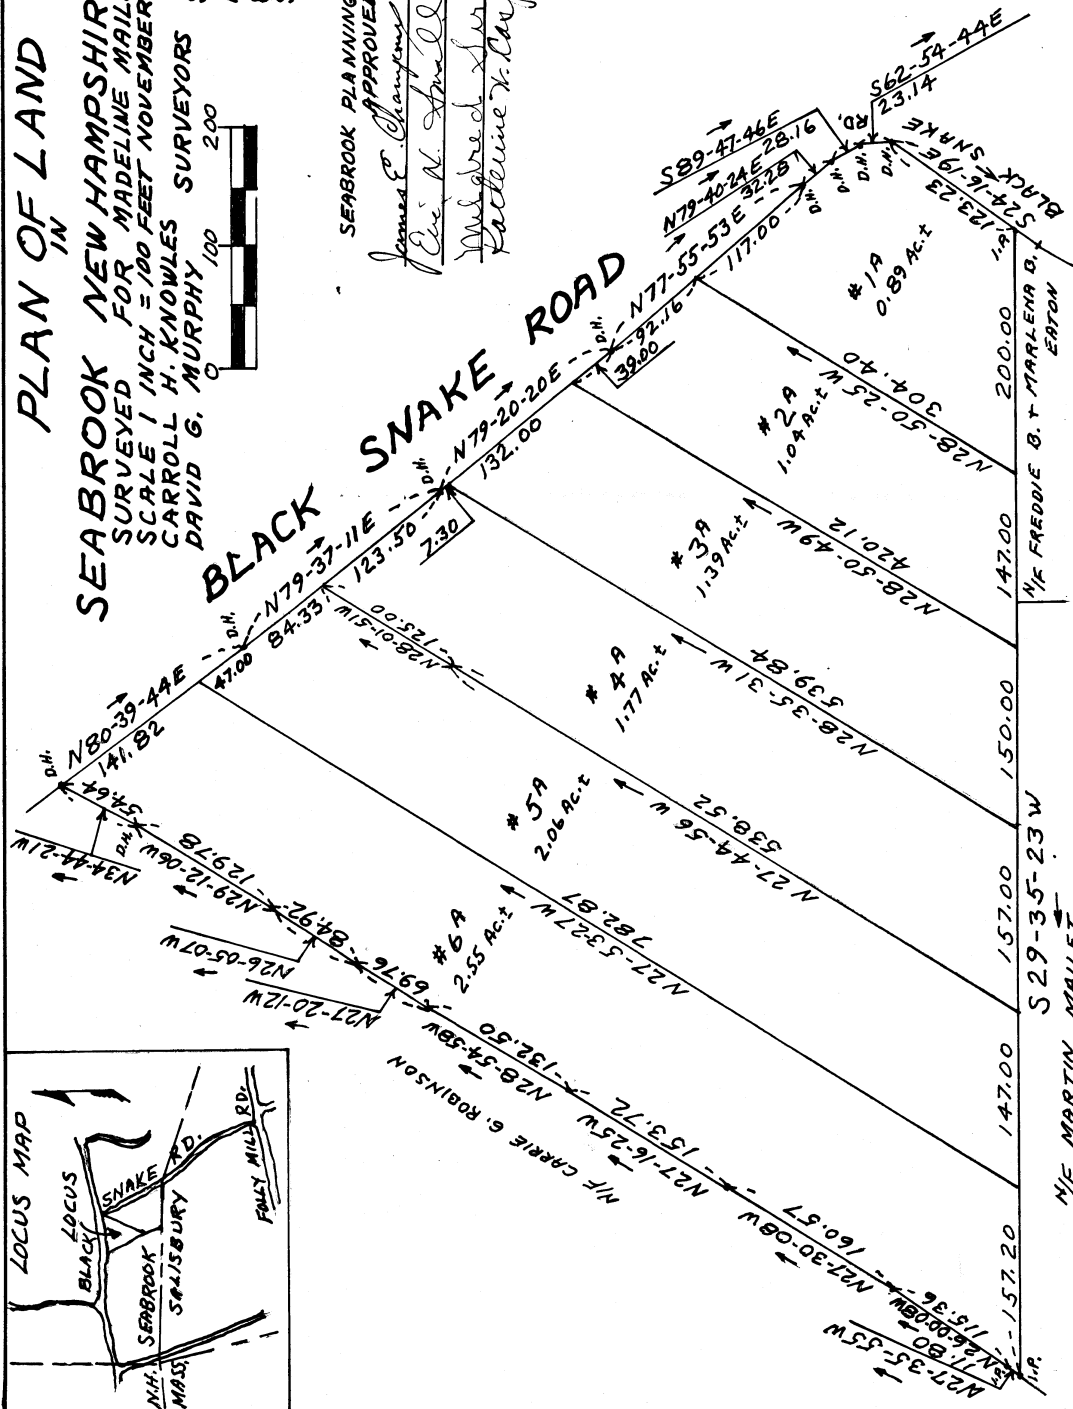 PLAN OF LAND
IN
SEABROOK NEW HAMPSHIR
SURVEYED FOR MADELINE MAIL
SCALE 1 INCH = 100 FEET NOVEMBER
CARROLL H. KNOWLES SURVEYORS
DAVID G. MURPHY
0 100 200
SEABROOK PLANNING
APPROVED
James E. Champney
Eric N. Small
BLACK SNAKE ROAD
D.H.
N80-39-44E
141.82
47.00
D.H.
N79-37-11E
84.33
123.50
7.30
D.H.
N79-20-20E
132.00
39.00
D.H.
N77-55-53E
92.16
117.00
N79-40-24E
32.28
S89-47-46E
28.16
S62-54-44E
23.14
D.H.
D.H.
D.H.
D.H.
RD.
BLACK SNAKE
S24-16-19E
123.23
I.P.
#1A
0.89 Ac.±
N28-50-25W
304.40
#2A
1.04 Ac.±
N28-50-49W
420.12
#3A
1.39 Ac.±
N28-35-31W
539.84
#4A
1.77 Ac.±
N28-01-51W
125.00
N27-44-56W
538.52
#5A
2.06 Ac.±
N27-53-27W
782.87
#6A
2.55 Ac.±
54.64
N34-44-21W
D.H.
N29-12-06W
129.78
N26-05-07W
84.92
N27-20-12W
69.76
N28-54-58W
132.50
N27-16-25W
153.72
N27-30-08W
160.57
N26-00-08W
115.36
N27-35-55W
11.80
I.P.
I.P.
N/F CARRIE G. ROBINSON
157.20
147.00
157.00
150.00
147.00
200.00
S29-35-23W
N/F MARTIN MAILET
N/F FREDDIE B. + MARLENA B.
EATON
LOCUS MAP
LOCUS
BLACK
SNAKE
RD.
SEABROOK
SALISBURY
N.H.
MASS.
FOLLY MILL RD.